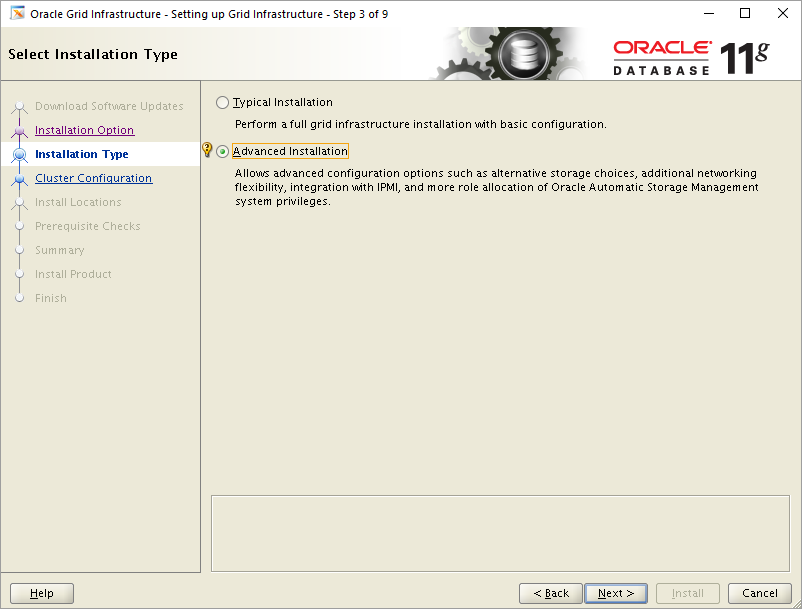 Oracle Grid Infrastructure - Setting up Grid Infrastructure - Step 3 of 9
Select Installation Type
ORACLE
DATABASE
11g
Download Software Updates
Installation Option
Installation Type
Cluster Configuration
Install Locations
Prerequisite Checks
Summary
Install Product
Finish
Typical Installation
Perform a full grid infrastructure installation with basic configuration.
Advanced Installation
Allows advanced configuration options such as alternative storage choices, additional networking
flexibility, integration with IPMI, and more role allocation of Oracle Automatic Storage Management
system privileges.
Help
< Back
Next >
Install
Cancel